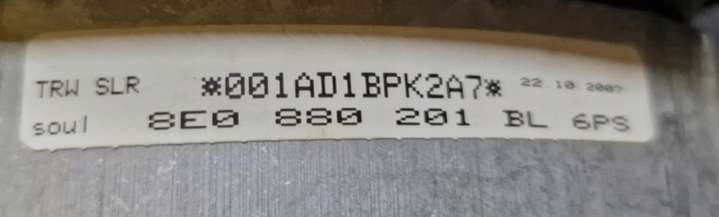 TRW SLR *001AD1BPK2A7* 22.10.2007
soul 8E0 880 201 BL 6PS